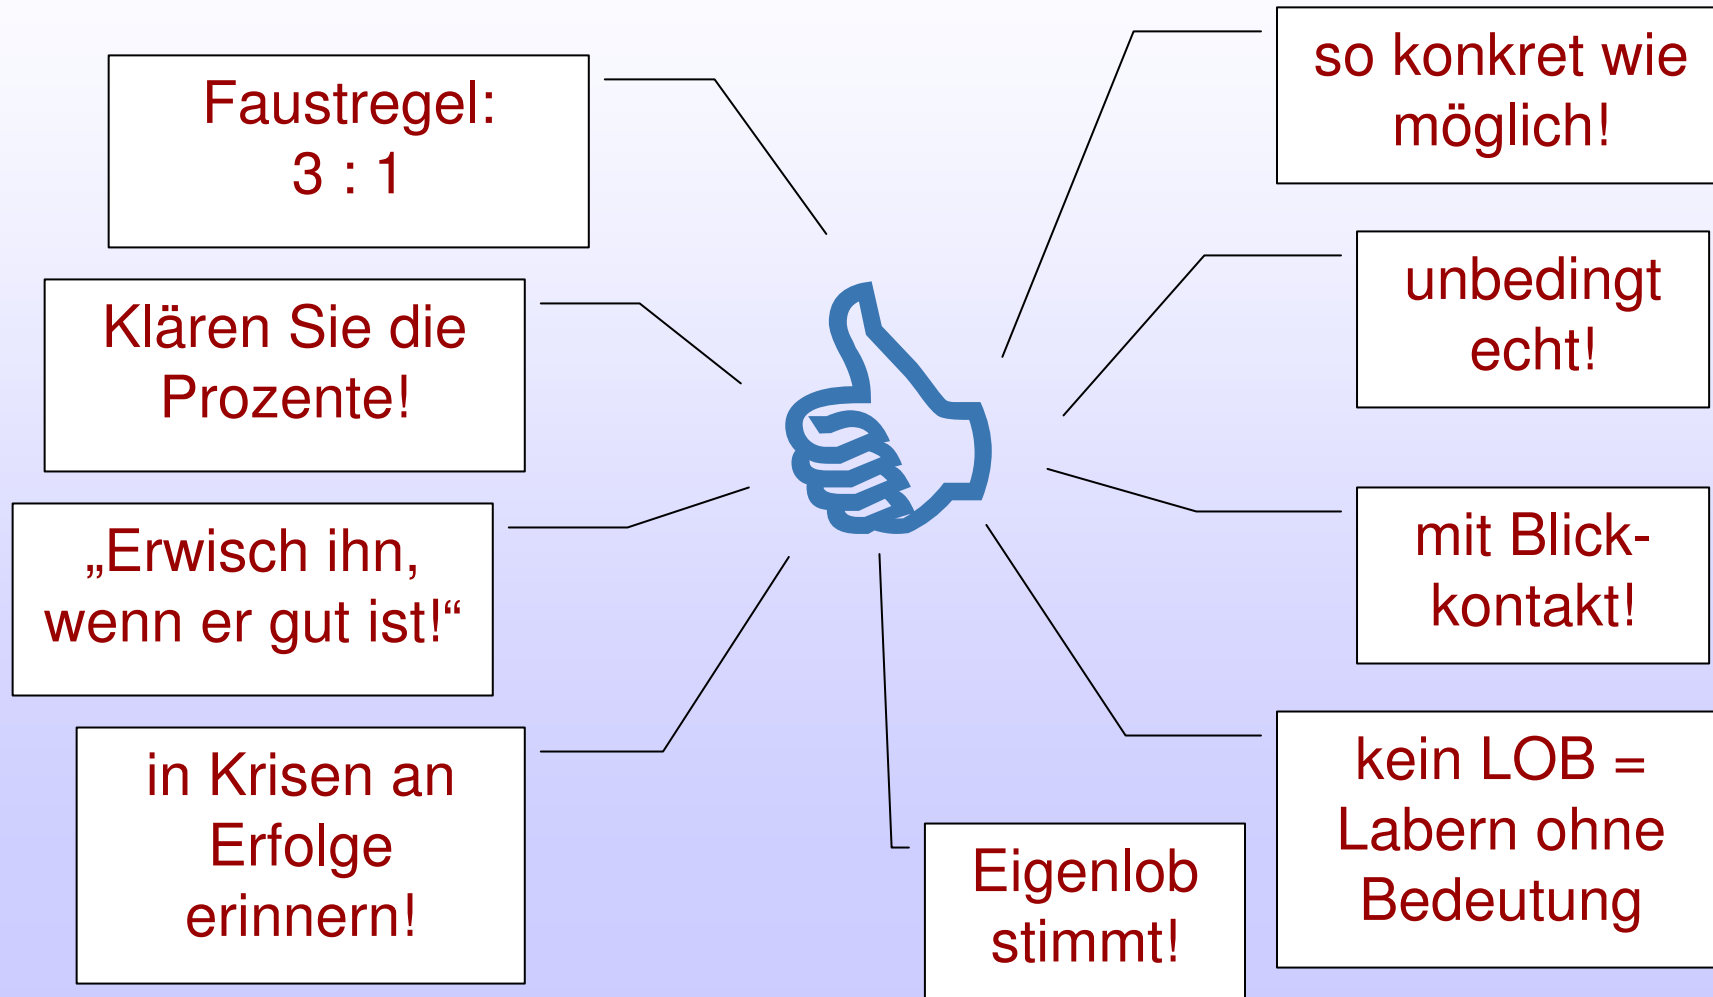 Faustregel:
3 : 1
Klären Sie die
Prozente!
„Erwisch ihn,
wenn er gut ist!“
in Krisen an
Erfolge
erinnern!
so konkret wie
möglich!
unbedingt
echt!
mit Blick-
kontakt!
kein LOB =
Labern ohne
Bedeutung
Eigenlob
stimmt!